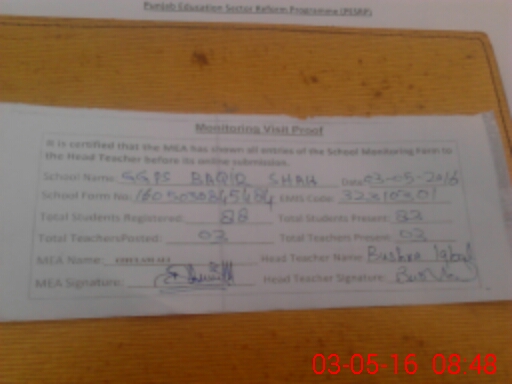 Punjab Education Sector Reform Programme (PESRP)
Monitoring Visit Proof
It is certified that the MEA has shown all entries of the School Monitoring Form to
the Head Teacher before its online submission.
School Name: GGPS BAQIR SHAH Date: 03-05-2016
School Form No: EMIS Code: 32310301
Total Students Registered: 88 Total Students Present: 82
Total Teachers Posted: 02 Total Teachers Present: 02
MEA Name: Head Teacher Name: Bushra Iqbal
MEA Signature: Head Teacher Signature:
03-05-16 08:48